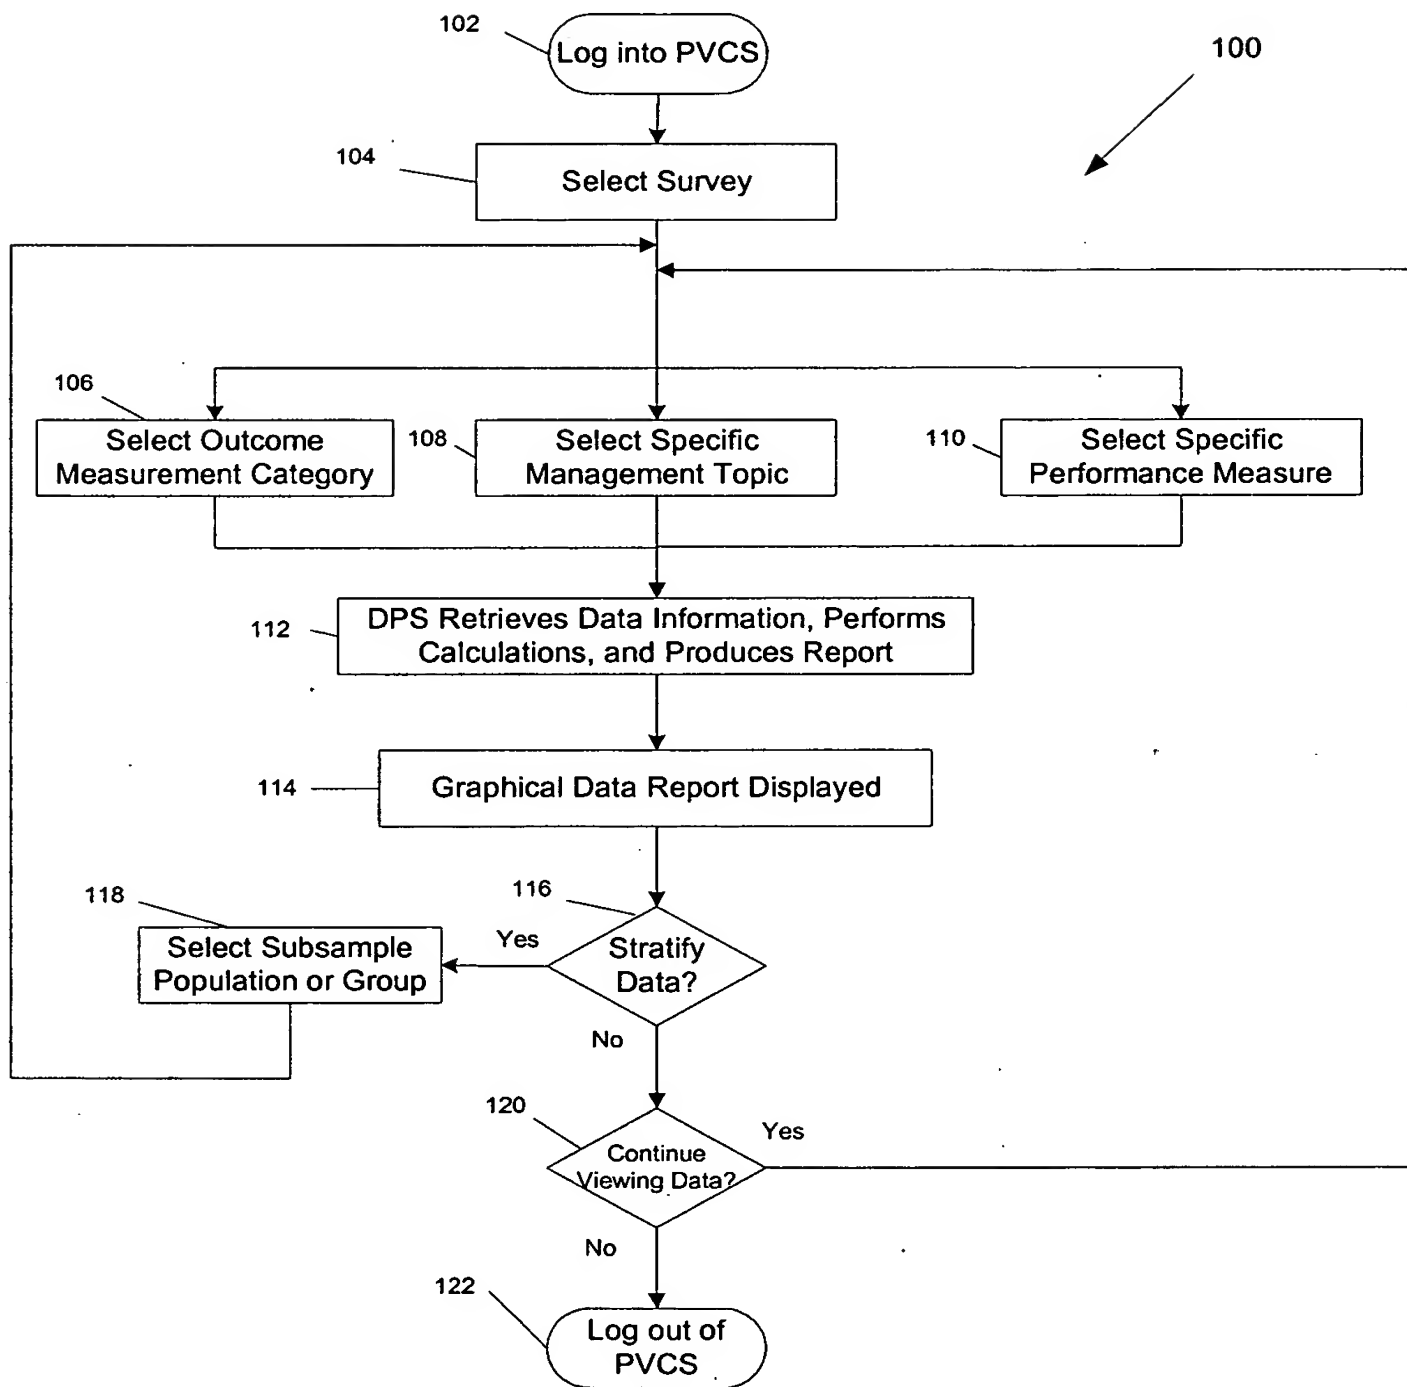 102
Log into PVCS
100
104
Select Survey
106
Select Outcome
Measurement Category
108
Select Specific
Management Topic
110
Select Specific
Performance Measure
112
DPS Retrieves Data Information, Performs
Calculations, and Produces Report
114
Graphical Data Report Displayed
116
Stratify
Data?
Yes
118
Select Subsample
Population or Group
No
120
Continue
Viewing Data?
Yes
No
122
Log out of
PVCS